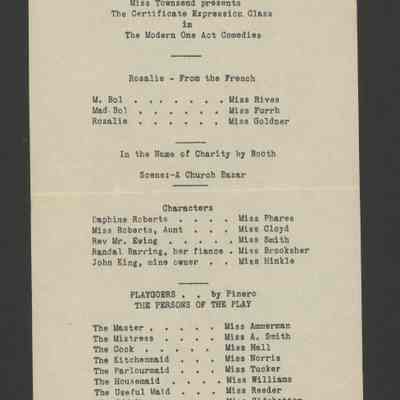 Miss Townsend presents
The Certificate Expression Class
in
The Modern One Act Comedies
Rosalie - From the French
M. Bol . . . . . . . Miss Rives
Mad Bol . . . . . . Miss Furrh
Rosalie . . . . . . Miss Goldner
In the Name of Charity by Booth
Scene:-A Church Bazar
Characters
Daphine Roberts . . . . Miss Phares
Miss Roberts, Aunt . . . Miss Cloyd
Rev Mr. Ewing . . . . . Miss Smith
Randal Barring, her fiance . Miss Brooksher
John King, mine owner . . Miss Hinkle
PLAYGOERS . . by Pinero
THE PERSONS OF THE PLAY
The Master . . . . . Miss Ammerman
The Mistress . . . . Miss A. Smith
The Cook . . . . . Miss Hall
The Kitchenmaid . . . Miss Norris
The Parlourmaid . . . Miss Tucker
The Housemaid . . . . Miss Williams
The Useful Maid . . . Miss Reeder